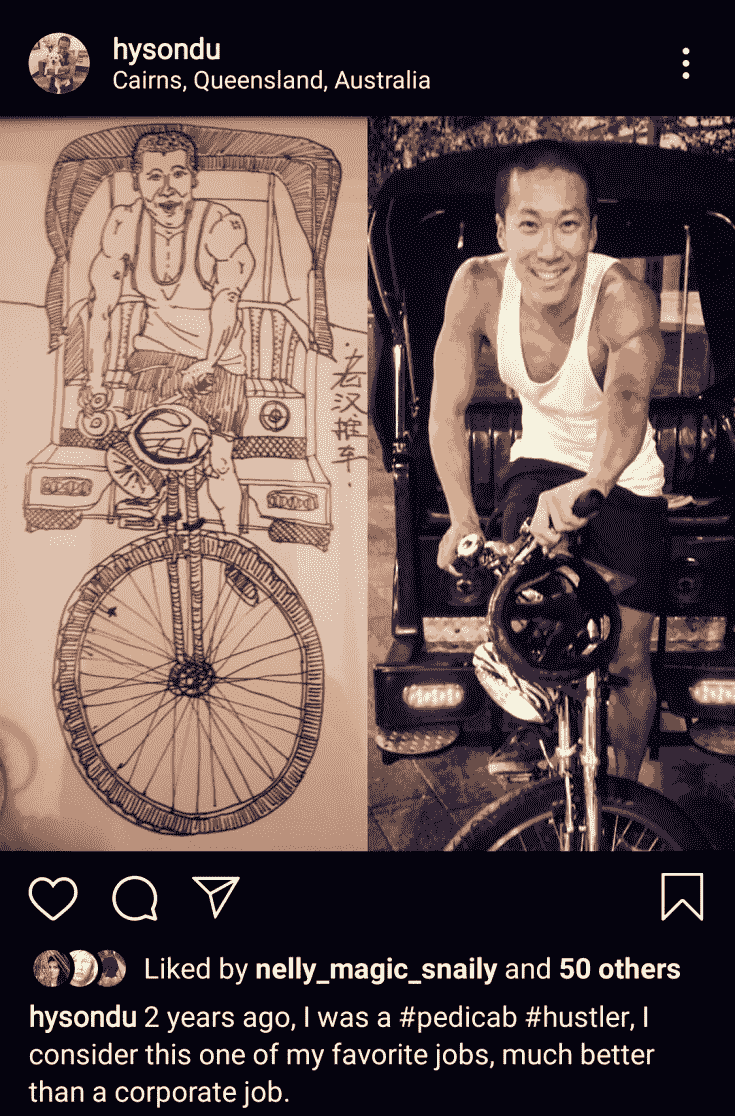 hysondu
Cairns, Queensland, Australia
老汉推车.
Liked by nelly_magic_snaily and 50 others
hysondu 2 years ago, I was a #pedicab #hustler, I
consider this one of my favorite jobs, much better
than a corporate job.